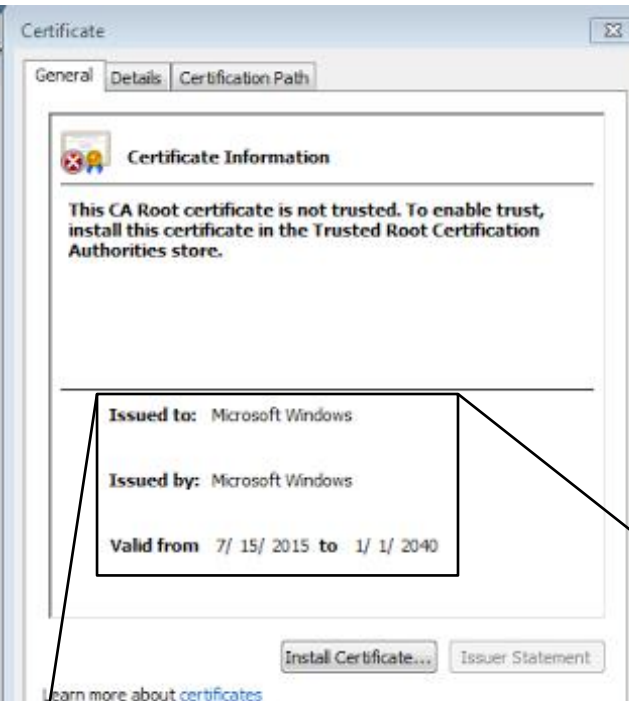 Certificate
General Details Certification Path
Certificate Information
This CA Root certificate is not trusted. To enable trust,
install this certificate in the Trusted Root Certification
Authorities store.
Issued to: Microsoft Windows
Issued by: Microsoft Windows
Valid from 7/ 15/ 2015 to 1/ 1/ 2040
Install Certificate... Issuer Statement
Learn more about certificates